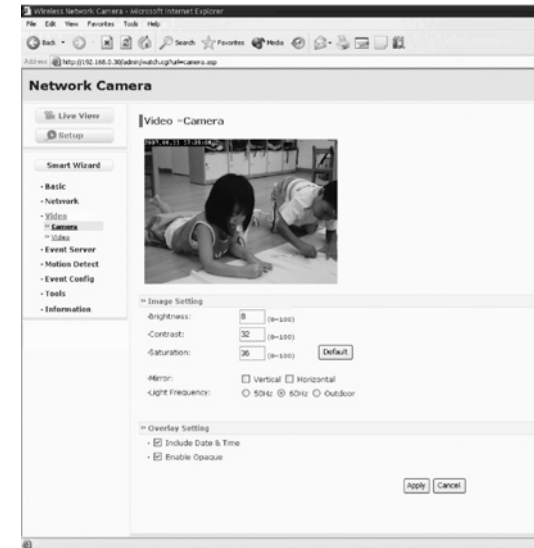 Wireless Network Camera - Microsoft Internet Explorer
File Edit View Favorites Tools Help
Back Search Favorites Media
Address http://192.168.0.30/admin/watch.cgi?url=camera.asp
Network Camera
Live View
Setup
Smart Wizard
- Basic
- Network
- Video
Camera
Video
- Event Server
- Motion Detect
- Event Config
- Tools
- Information
Video -Camera
Image Setting
-Brightness: 8 (0~100)
-Contrast: 32 (0~100)
-Saturation: 36 (0~100) Default
-Mirror: Vertical Horizontal
-Light Frequency: 50Hz 60Hz Outdoor
Overlay Setting
- Include Date & Time
- Enable Opaque
Apply Cancel